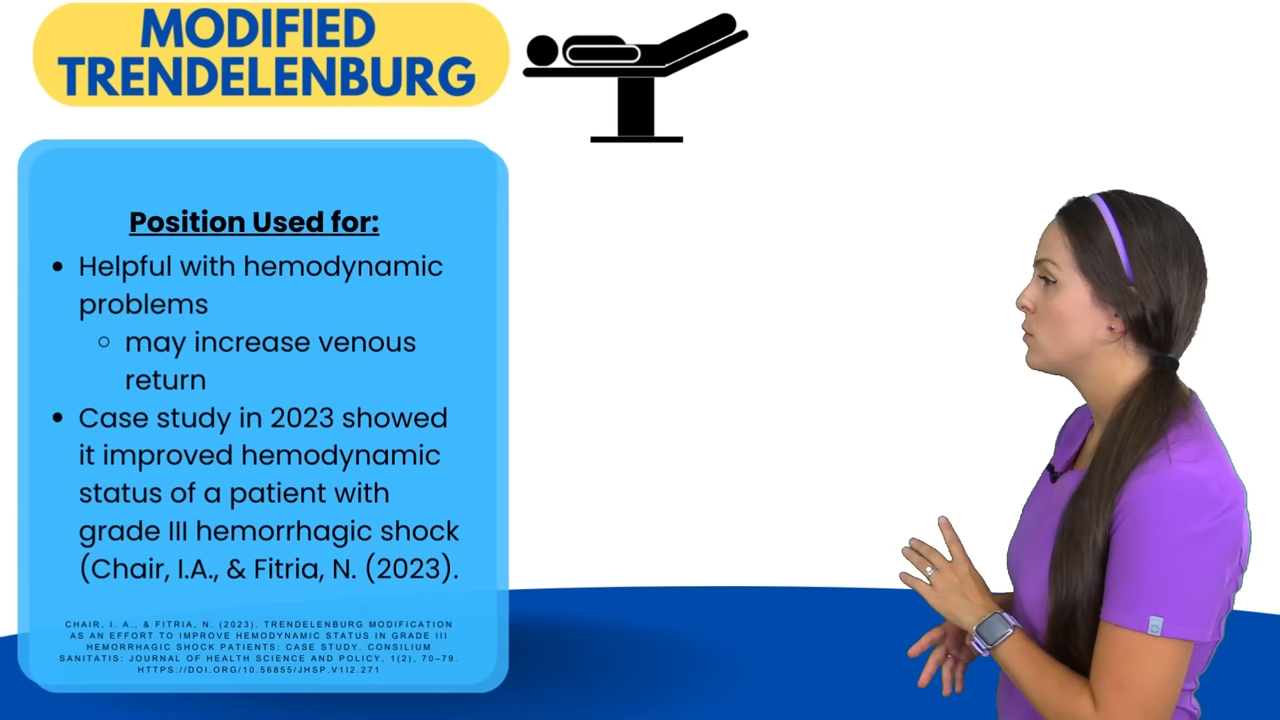 MODIFIED
TRENDELENBURG
Position Used for:
• Helpful with hemodynamic
problems
○ may increase venous
return
• Case study in 2023 showed
it improved hemodynamic
status of a patient with
grade III hemorrhagic shock
(Chair, I.A., & Fitria, N. (2023).
CHAIR, I. A., & FITRIA, N. (2023). TRENDELENBURG MODIFICATION
AS AN EFFORT TO IMPROVE HEMODYNAMIC STATUS IN GRADE III
HEMORRHAGIC SHOCK PATIENTS: CASE STUDY. CONSILIUM
SANITATIS: JOURNAL OF HEALTH SCIENCE AND POLICY, 1(2), 70–79.
HTTPS://DOI.ORG/10.56855/JHSP.V1I2.271